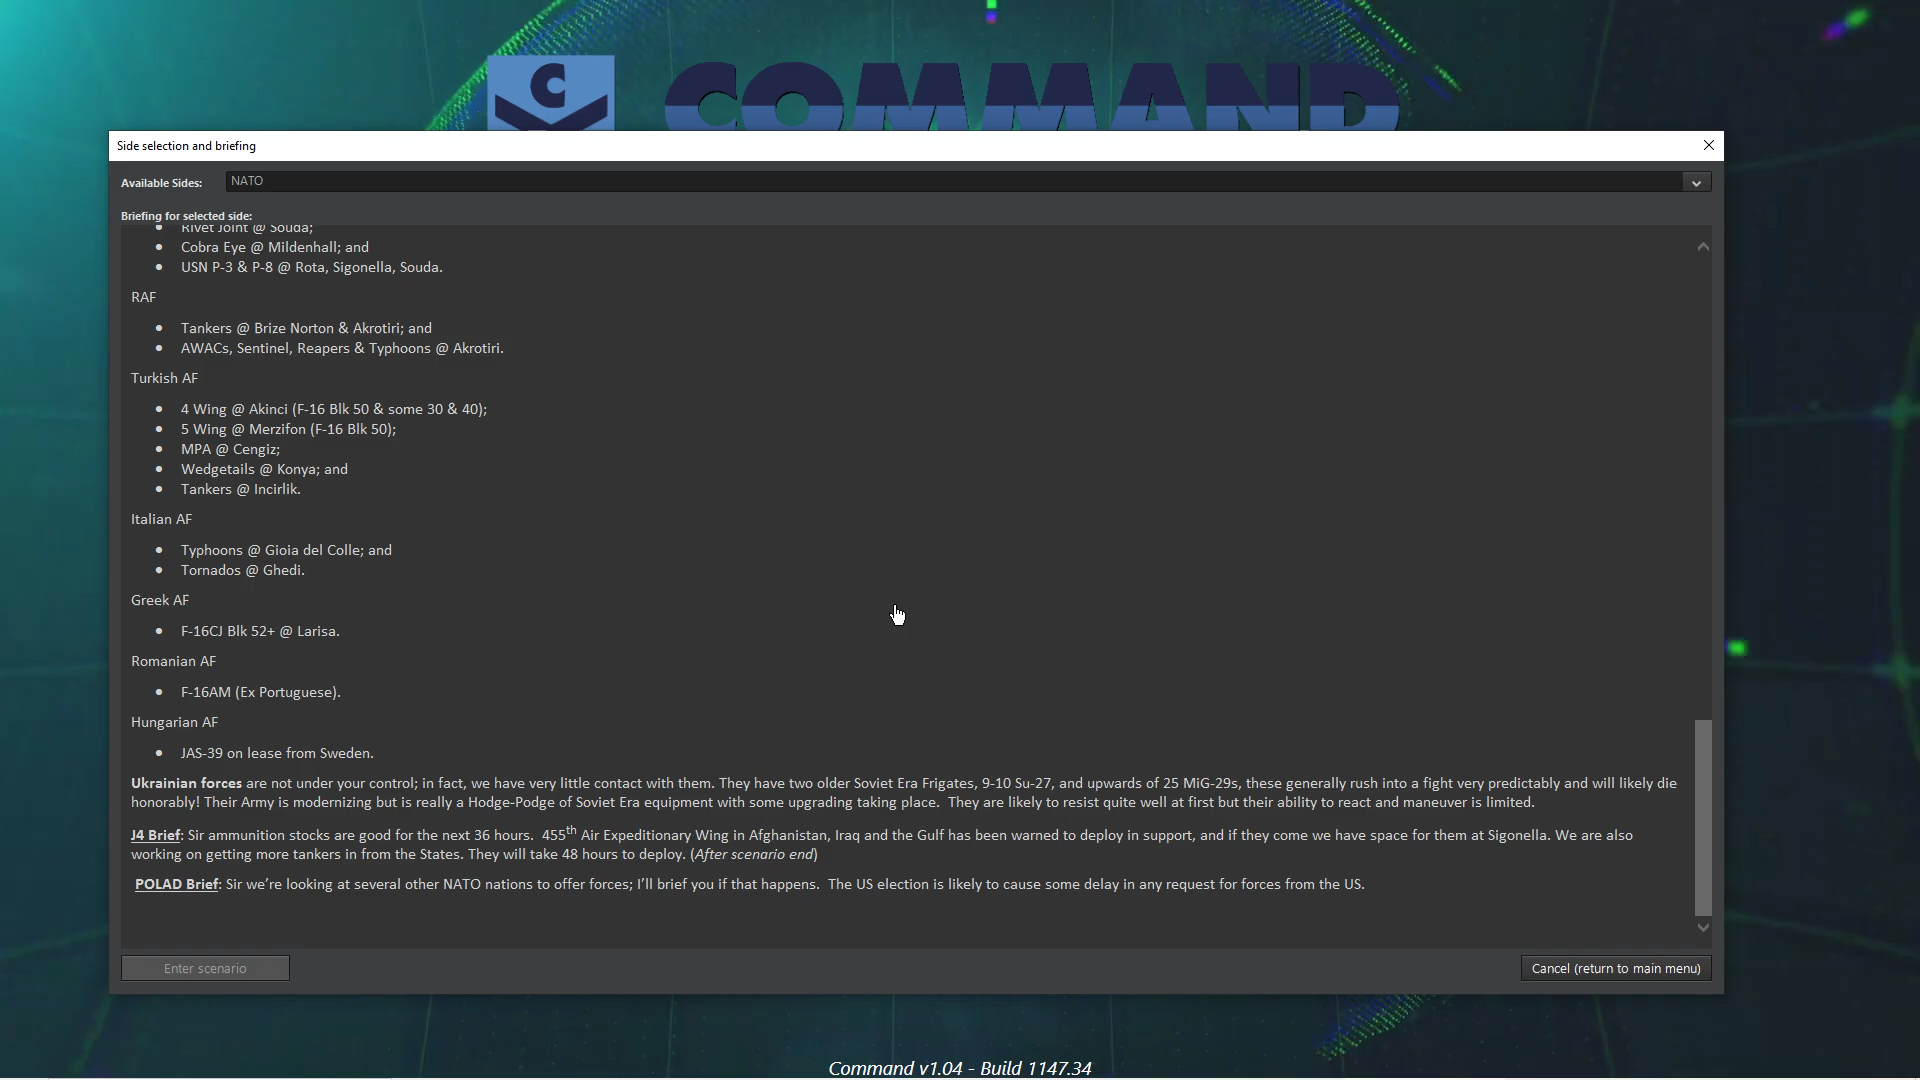 C
COMMAND
Side selection and briefing
Available Sides: NATO
Briefing for selected side:
• Rivet Joint @ Souda;
• Cobra Eye @ Mildenhall; and
• USN P-3 & P-8 @ Rota, Sigonella, Souda.
RAF
• Tankers @ Brize Norton & Akrotiri; and
• AWACs, Sentinel, Reapers & Typhoons @ Akrotiri.
Turkish AF
• 4 Wing @ Akinci (F-16 Blk 50 & some 30 & 40);
• 5 Wing @ Merzifon (F-16 Blk 50);
• MPA @ Cengiz;
• Wedgetails @ Konya; and
• Tankers @ Incirlik.
Italian AF
• Typhoons @ Gioia del Colle; and
• Tornados @ Ghedi.
Greek AF
• F-16CJ Blk 52+ @ Larisa.
Romanian AF
• F-16AM (Ex Portuguese).
Hungarian AF
• JAS-39 on lease from Sweden.
Ukrainian forces are not under your control; in fact, we have very little contact with them. They have two older Soviet Era Frigates, 9-10 Su-27, and upwards of 25 MiG-29s, these generally rush into a fight very predictably and will likely die
honorably! Their Army is modernizing but is really a Hodge-Podge of Soviet Era equipment with some upgrading taking place. They are likely to resist quite well at first but their ability to react and maneuver is limited.
J4 Brief: Sir ammunition stocks are good for the next 36 hours. 455th Air Expeditionary Wing in Afghanistan, Iraq and the Gulf has been warned to deploy in support, and if they come we have space for them at Sigonella. We are also
working on getting more tankers in from the States. They will take 48 hours to deploy. (After scenario end)
POLAD Brief: Sir we're looking at several other NATO nations to offer forces; I'll brief you if that happens. The US election is likely to cause some delay in any request for forces from the US.
Enter scenario
Cancel (return to main menu)
Command v1.04 - Build 1147.34